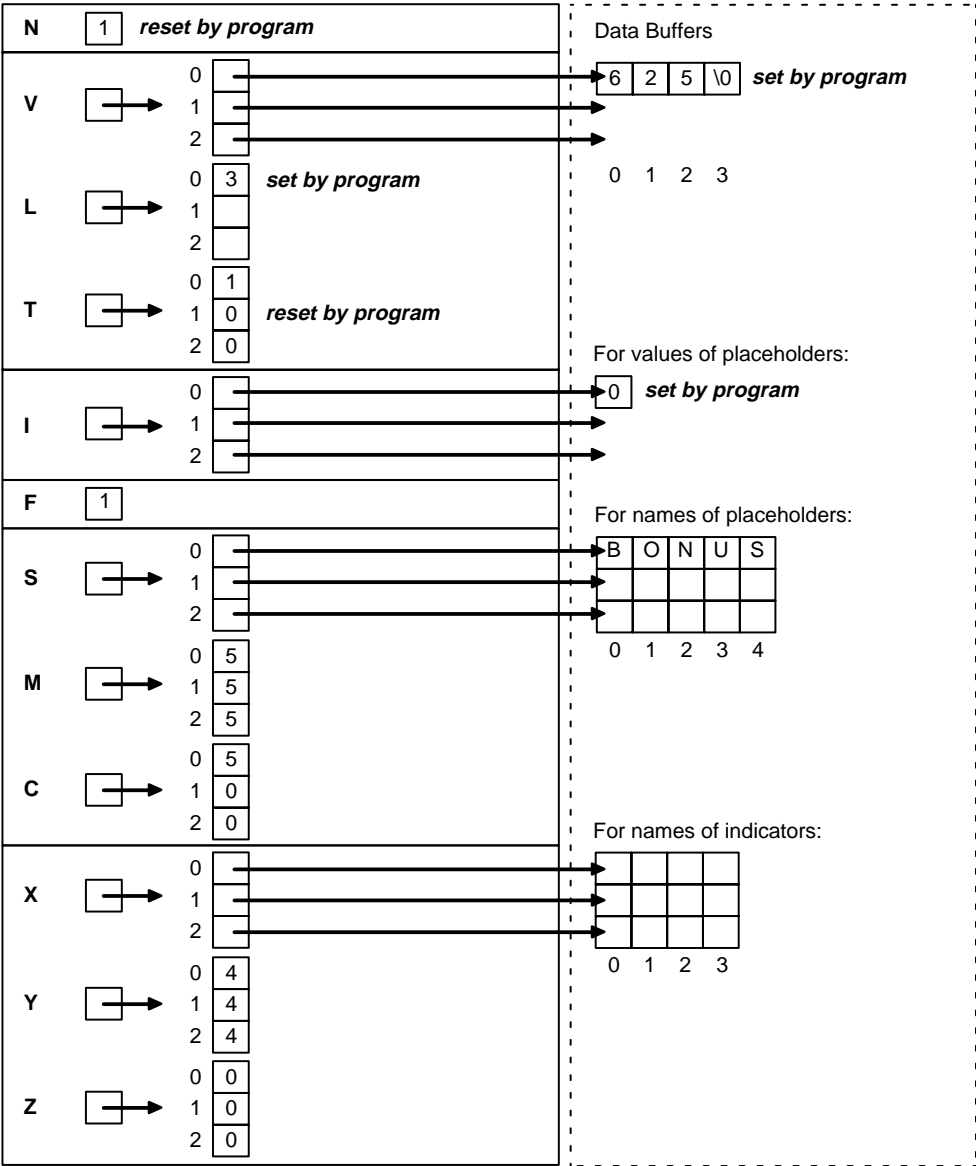 N 1 reset by program
Data Buffers
0 6 2 5 \0 set by program
V 1
2
0 1 2 3
0 3 set by program
L 1
2
0 1
T 1 0 reset by program
2 0
For values of placeholders:
0 0 set by program
I 1
2
F 1
For names of placeholders:
0 B O N U S
S 1
2
0 1 2 3 4
0 5
M 1 5
2 5
0 5
C 1 0
2 0
For names of indicators:
0
X 1
2
0 1 2 3
0 4
Y 1 4
2 4
0 0
Z 1 0
2 0